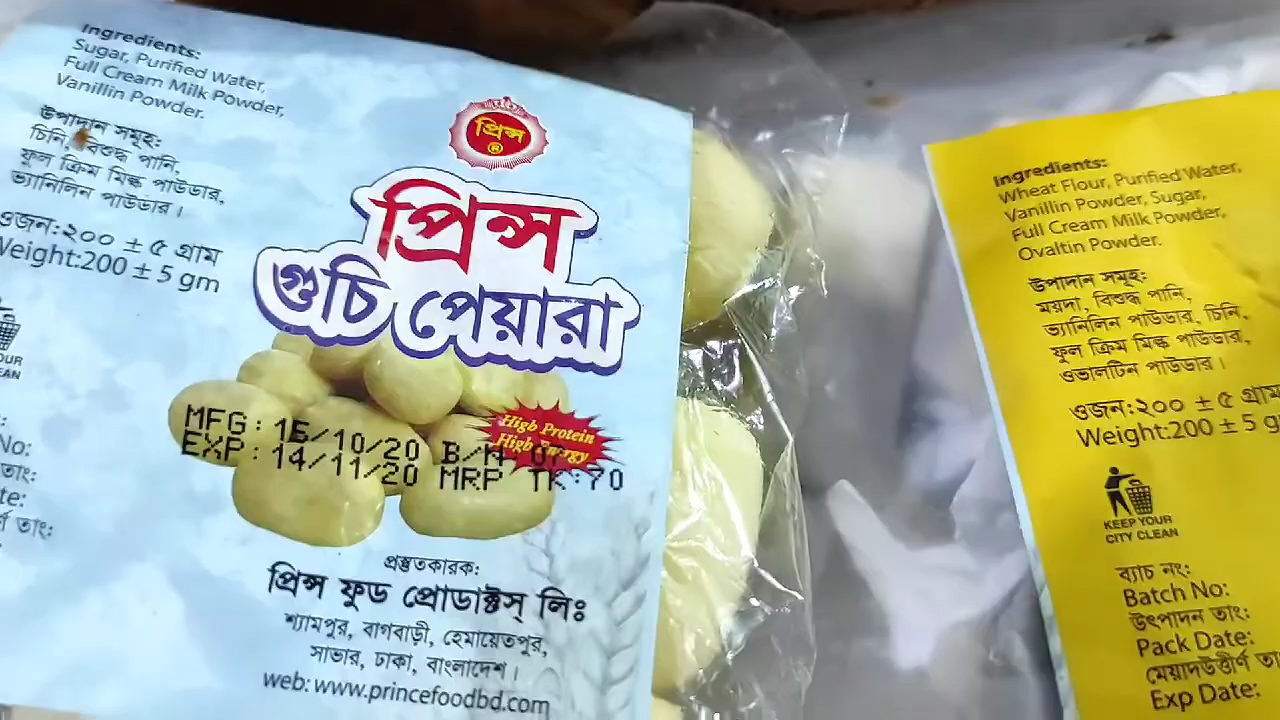 Ingredients:
Sugar, Purified Water,
Full Cream Milk Powder,
Vanillin Powder.
উপাদান সমূহঃ
চিনি, বিশুদ্ধ পানি,
ফুল ক্রিম মিল্ক পাউডার,
ভ্যানিলিন পাউডার।
ওজন:২০০ ± ৫ গ্রাম
Weight:200 ± 5 gm
প্রিন্স
®
প্রিন্স
গুচি পেয়ারা
High Protein
High Energy
MFG: 15/10/20 B/N
EXP: 14/11/20 MRP TK:70
No:
তাং:
প্রস্তুতকারক:
প্রিন্স ফুড প্রোডাক্টস্ লিঃ
শ্যামপুর, বাগবাড়ী, হেমায়েতপুর,
সাভার, ঢাকা, বাংলাদেশ।
web: www.princefoodbd.com
Ingredients:
Wheat Flour, Purified Water,
Vanillin Powder, Sugar,
Full Cream Milk Powder,
Ovaltin Powder.
উপাদান সমূহঃ
ময়দা, বিশুদ্ধ পানি,
ভ্যানিলিন পাউডার, চিনি,
ফুল ক্রিম মিল্ক পাউডার,
ওভালটিন পাউডার।
ওজন:২০০ ± ৫ গ্রাম
Weight:200 ± 5 g
KEEP YOUR
CITY CLEAN
ব্যাচ নং:
Batch No:
উৎপাদন তাং:
Pack Date:
মেয়াদউত্তীর্ণ তা
Exp Date: